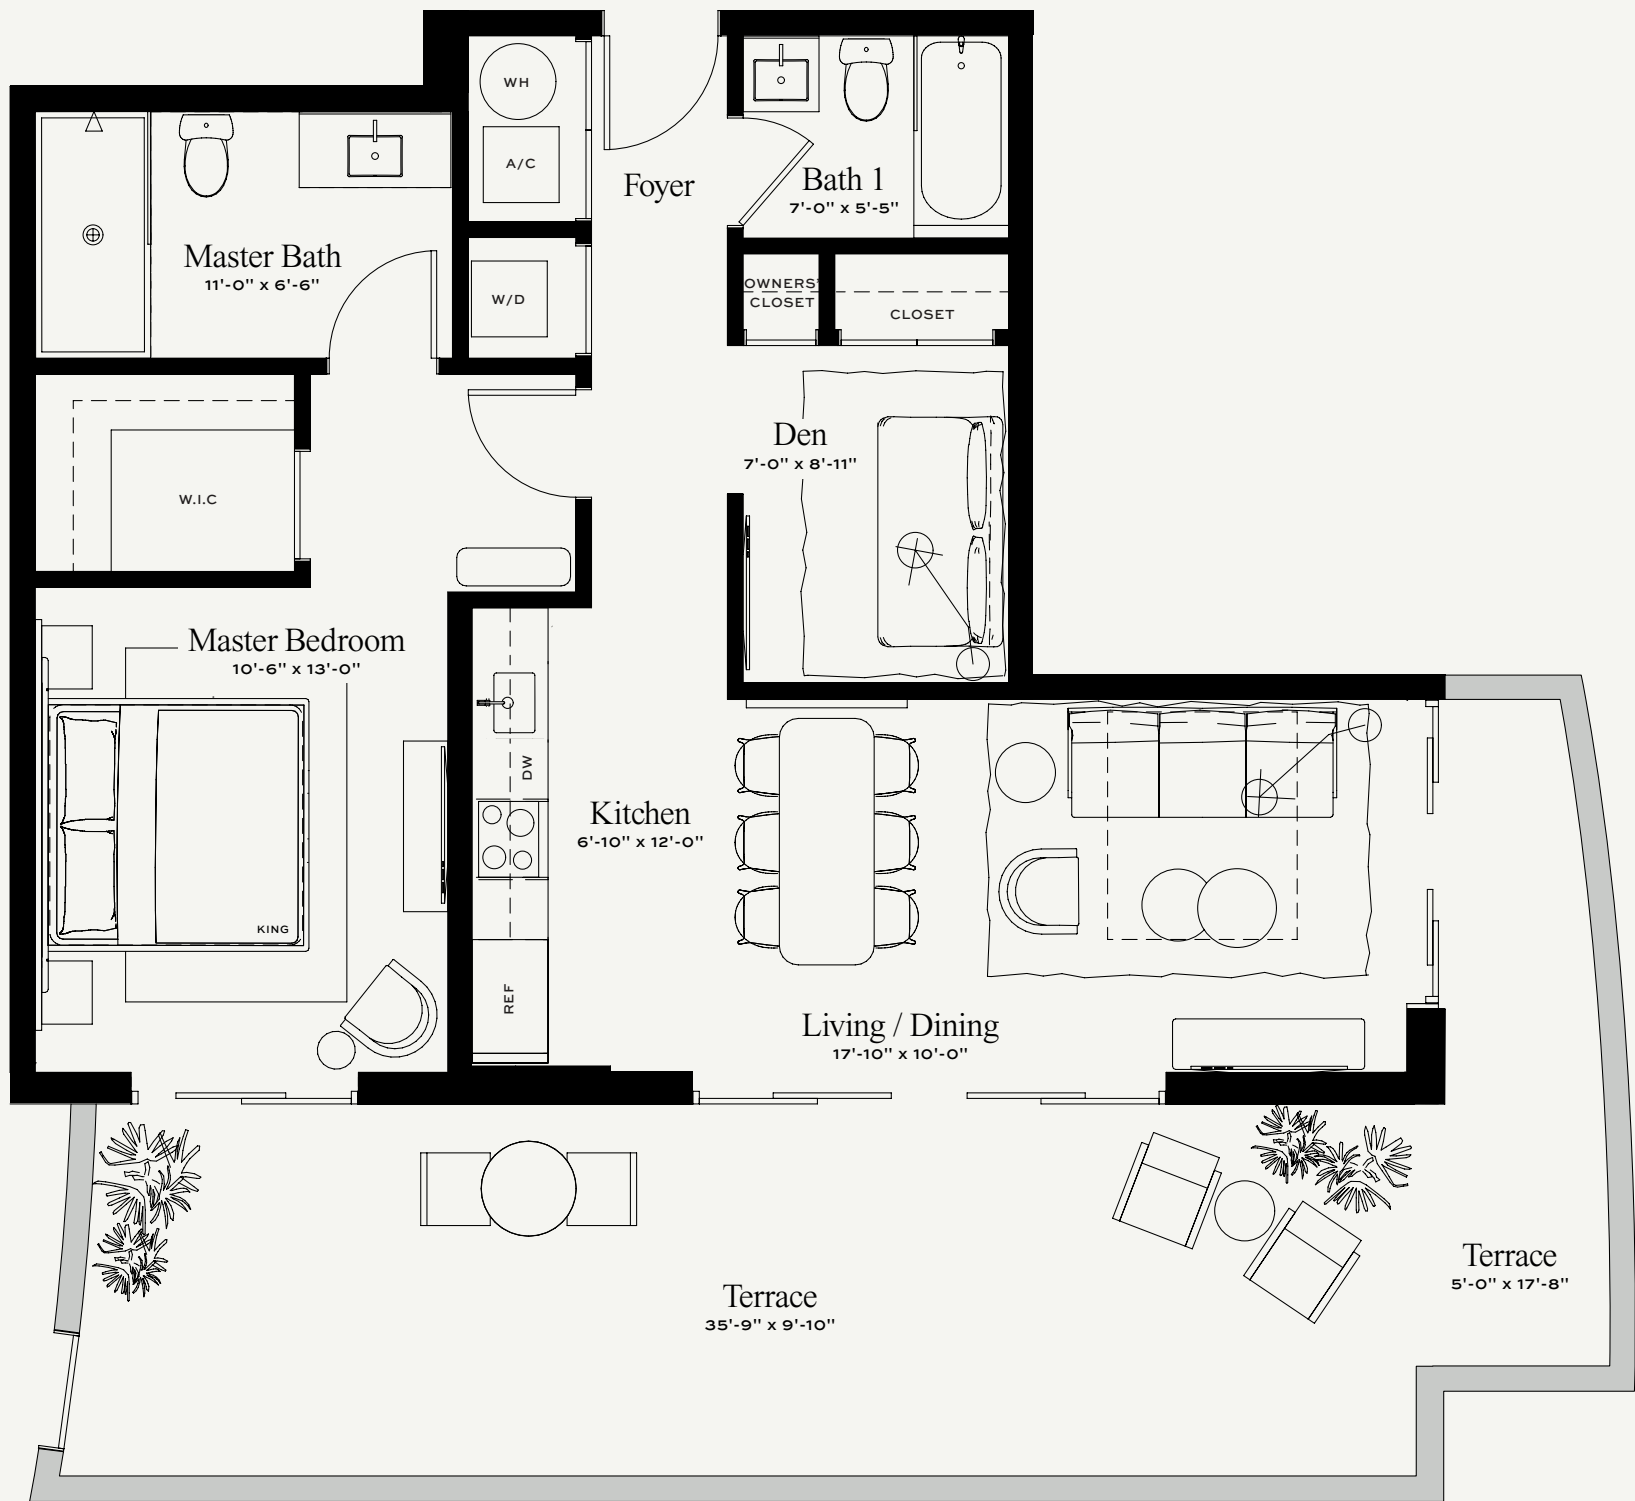 WH
A/C
Foyer
Bath 1
7'-0" x 5'-5"
Master Bath
11'-0" x 6'-6"
W/D
OWNERS'
CLOSET
CLOSET
Den
7'-0" x 8'-11"
W.I.C
Master Bedroom
10'-6" x 13'-0"
KING
DW
Kitchen
6'-10" x 12'-0"
REF
Living / Dining
17'-10" x 10'-0"
Terrace
5'-0" x 17'-8"
Terrace
35'-9" x 9'-10"